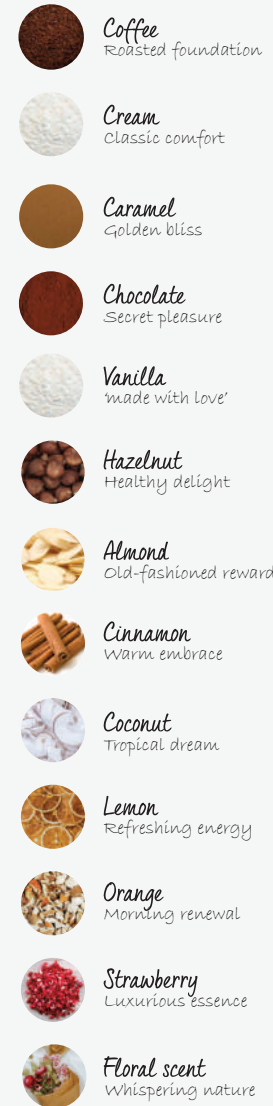 Coffee
Roasted foundation
Cream
Classic comfort
Caramel
Golden bliss
Chocolate
Secret pleasure
Vanilla
'made with love'
Hazelnut
Healthy delight
Almond
Old-fashioned reward
Cinnamon
Warm embrace
Coconut
Tropical dream
Lemon
Refreshing energy
Orange
Morning renewal
Strawberry
Luxurious essence
Floral scent
Whispering nature